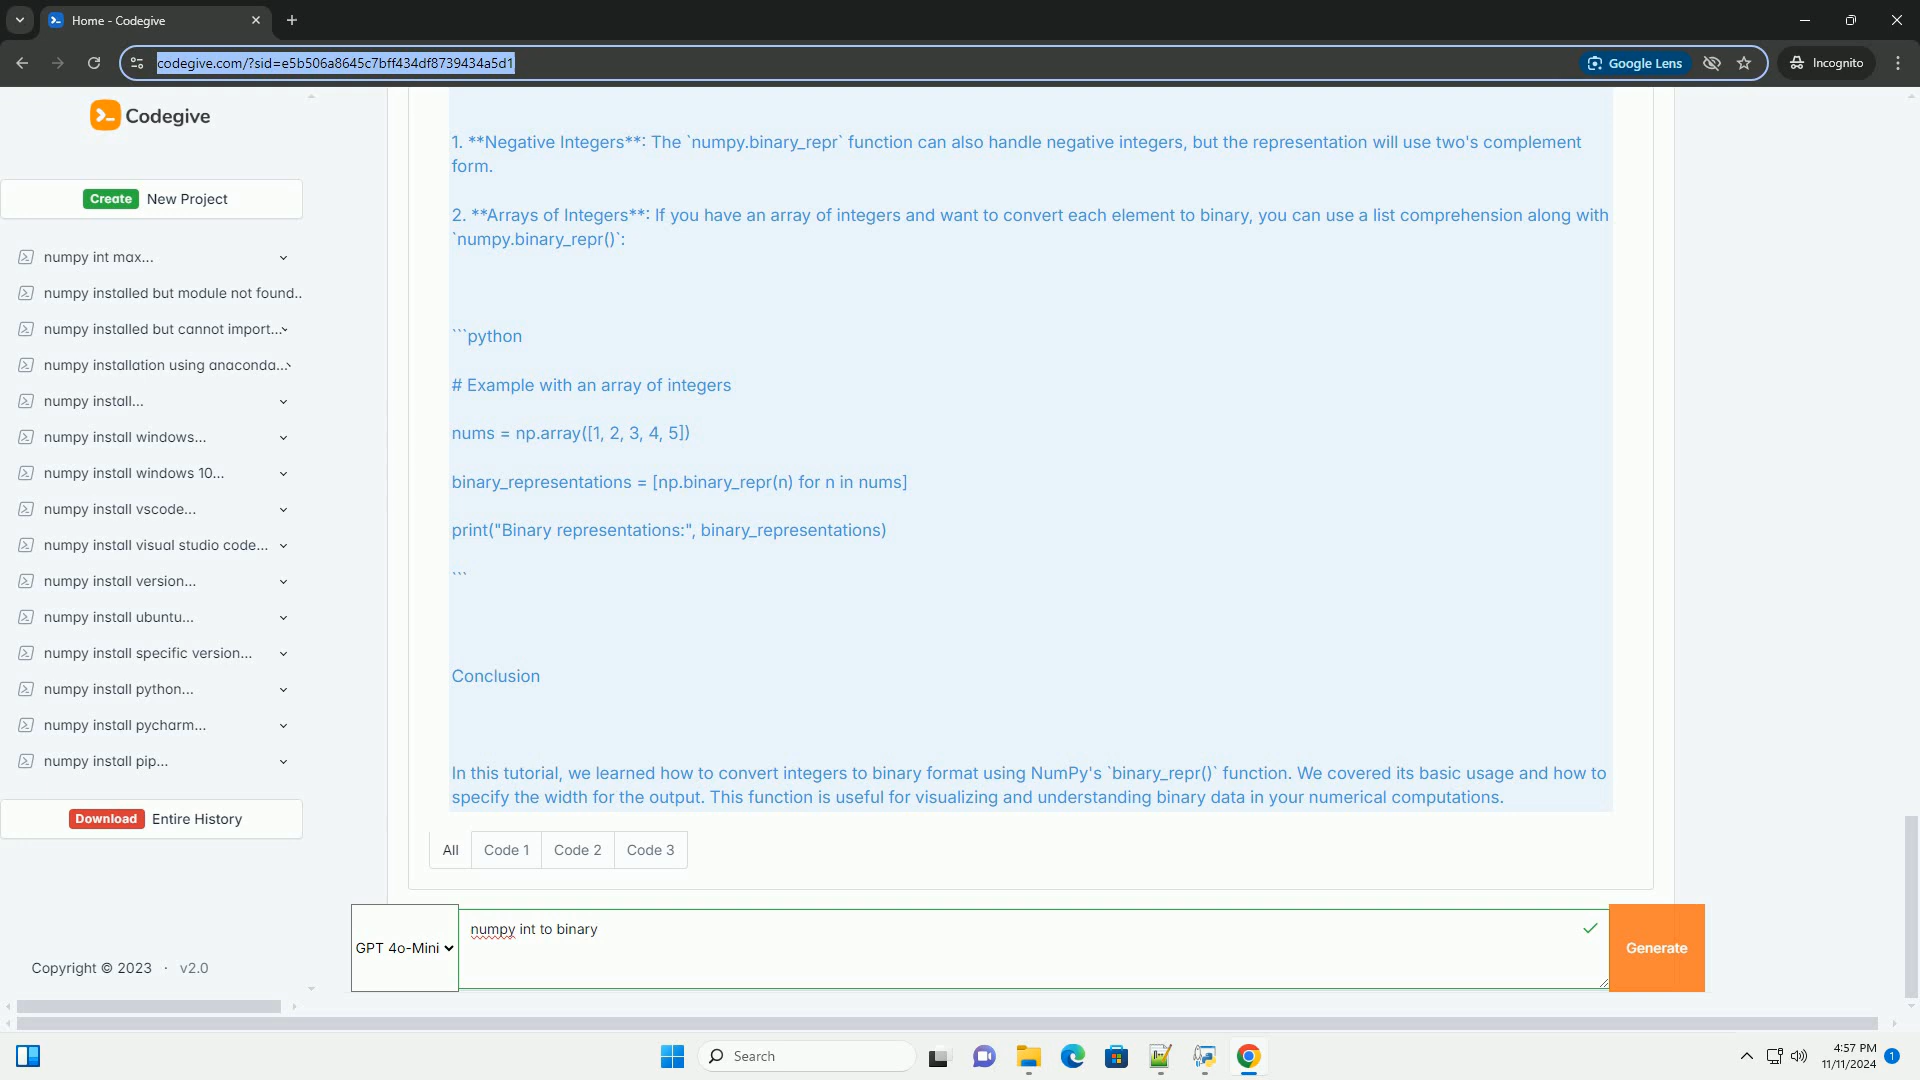 Home - Codegive
codegive.com/?sid=e5b506a8645c7bff434df8739434a5d1
Google Lens
Incognito
Codegive
Create New Project
numpy int max...
numpy installed but module not found..
numpy installed but cannot import...
numpy installation using anaconda...
numpy install...
numpy install windows...
numpy install windows 10...
numpy install vscode...
numpy install visual studio code...
numpy install version...
numpy install ubuntu...
numpy install specific version...
numpy install python...
numpy install pycharm...
numpy install pip...
Download Entire History
Copyright © 2023 · v2.0
1. **Negative Integers**: The `numpy.binary_repr` function can also handle negative integers, but the representation will use two's complement
form.
2. **Arrays of Integers**: If you have an array of integers and want to convert each element to binary, you can use a list comprehension along with
`numpy.binary_repr()`:
```python
# Example with an array of integers
nums = np.array([1, 2, 3, 4, 5])
binary_representations = [np.binary_repr(n) for n in nums]
print("Binary representations:", binary_representations)
```
Conclusion
In this tutorial, we learned how to convert integers to binary format using NumPy's `binary_repr()` function. We covered its basic usage and how to
specify the width for the output. This function is useful for visualizing and understanding binary data in your numerical computations.
All Code 1 Code 2 Code 3
GPT 4o-Mini
numpy int to binary
Generate
Search
4:57 PM
11/11/2024
1